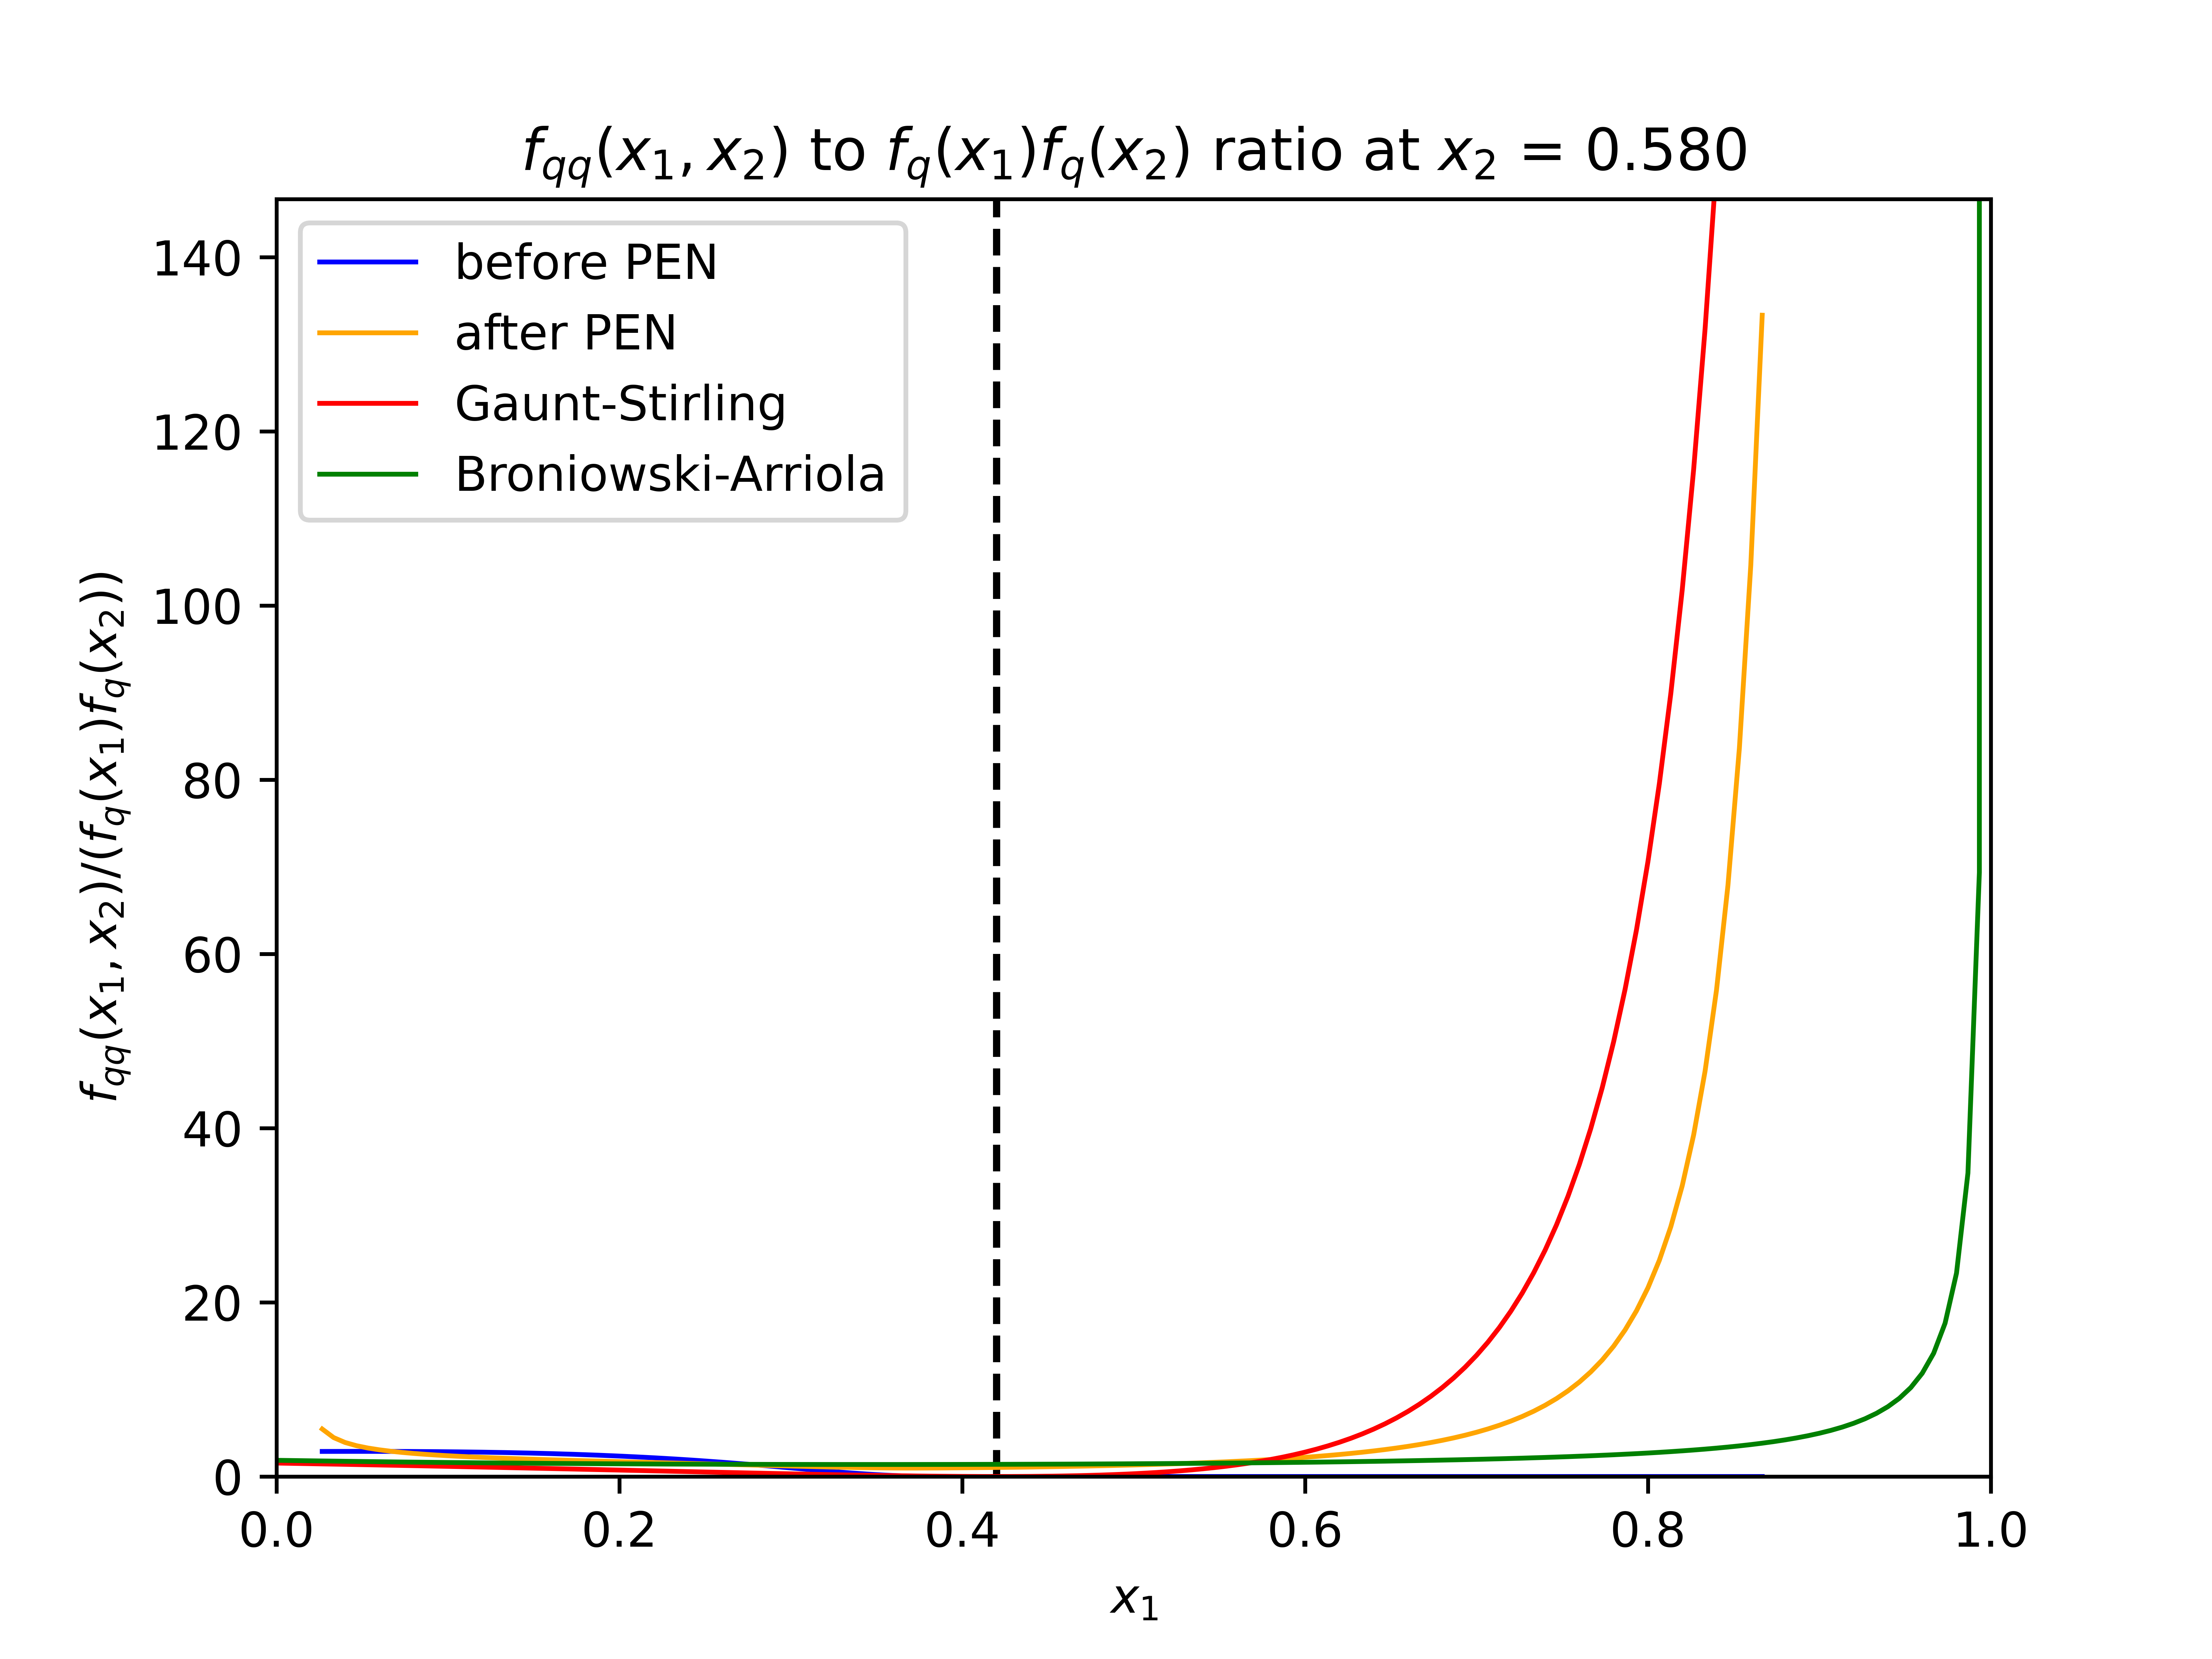 f_qq(x_1, x_2) to f_q(x_1)f_q(x_2) ratio at x_2 = 0.580
before PEN
after PEN
Gaunt-Stirling
Broniowski-Arriola
f_qq(x_1, x_2)/(f_q(x_1)f_q(x_2))
140
120
100
80
60
40
20
0
0.0 0.2 0.4 0.6 0.8 1.0
x_1